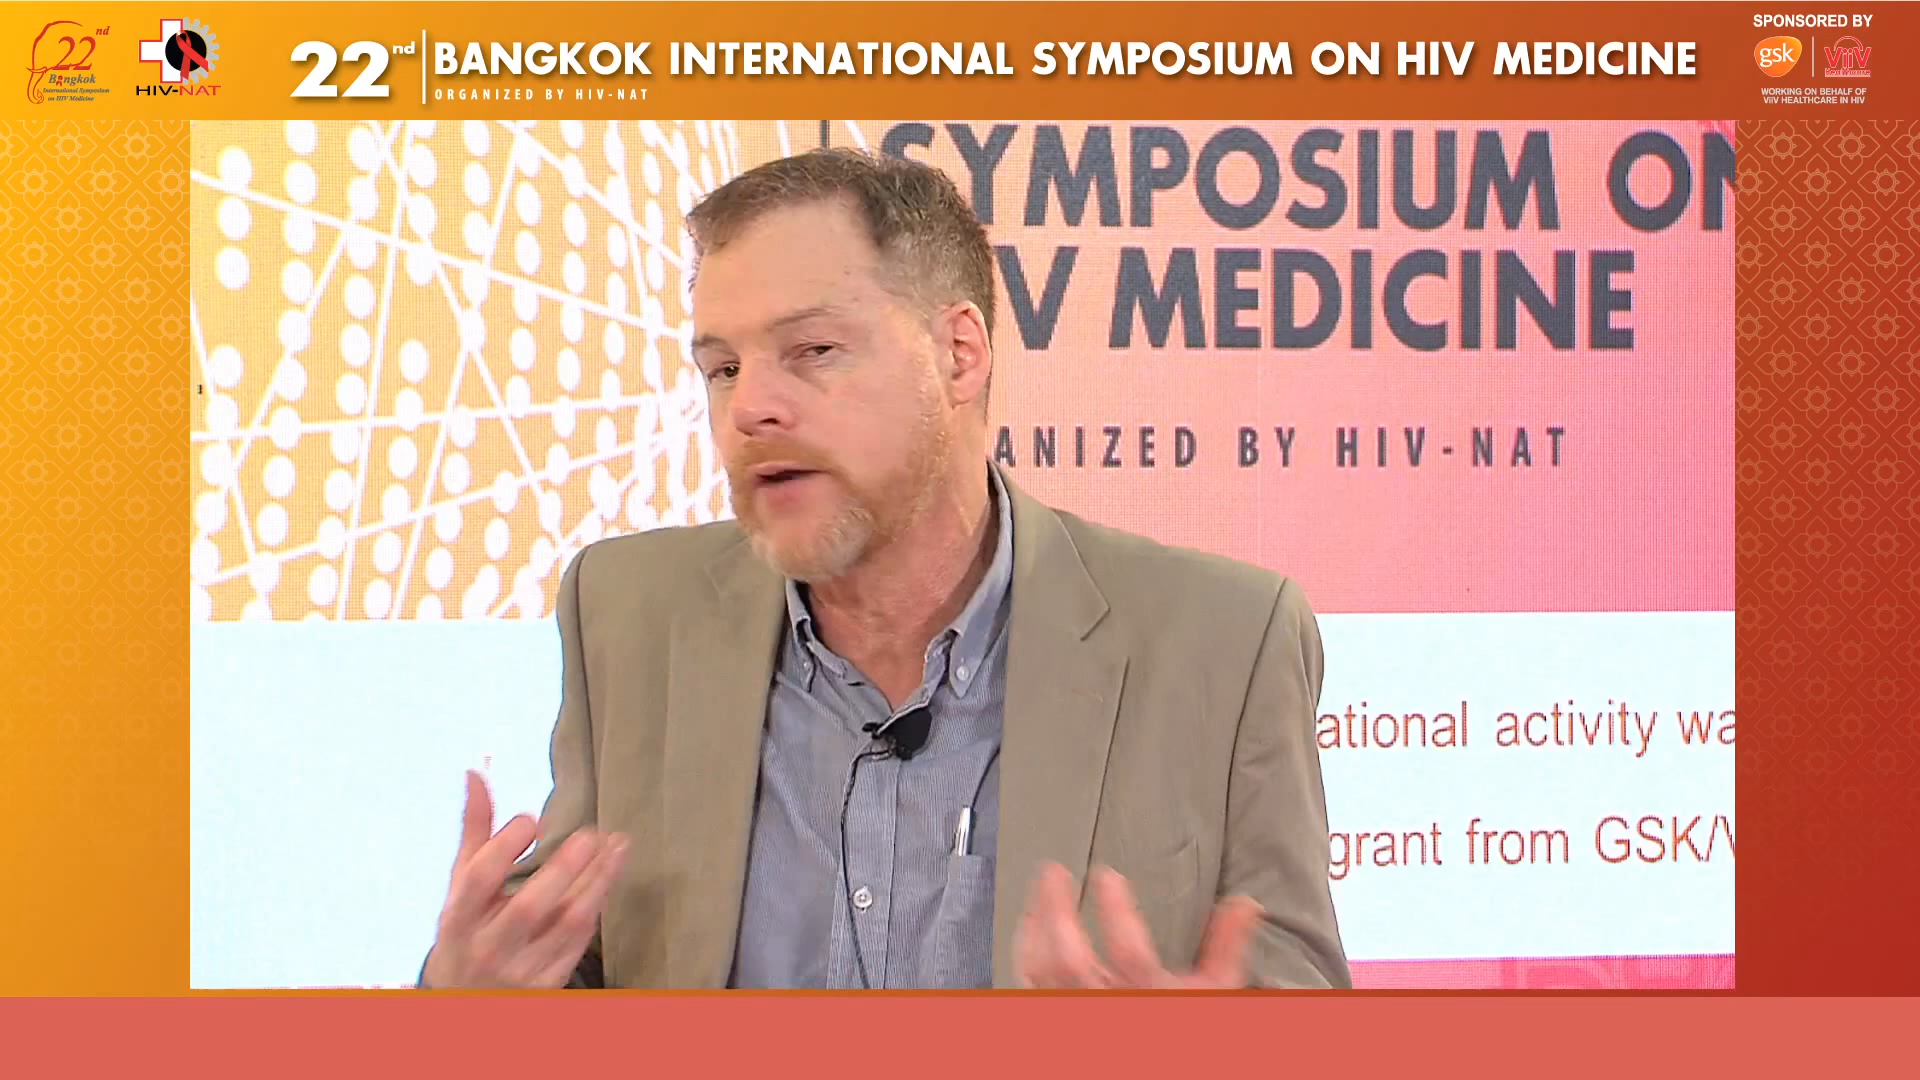 22nd
Bangkok
International Symposium
on HIV Medicine
HIV-NAT
22nd BANGKOK INTERNATIONAL SYMPOSIUM ON HIV MEDICINE
ORGANIZED BY HIV-NAT
SPONSORED BY
gsk ViiV
WORKING ON BEHALF OF
ViiV HEALTHCARE IN HIV
SYMPOSIUM ON
V MEDICINE
ANIZED BY HIV-NAT
ational activity wa
grant from GSK/V